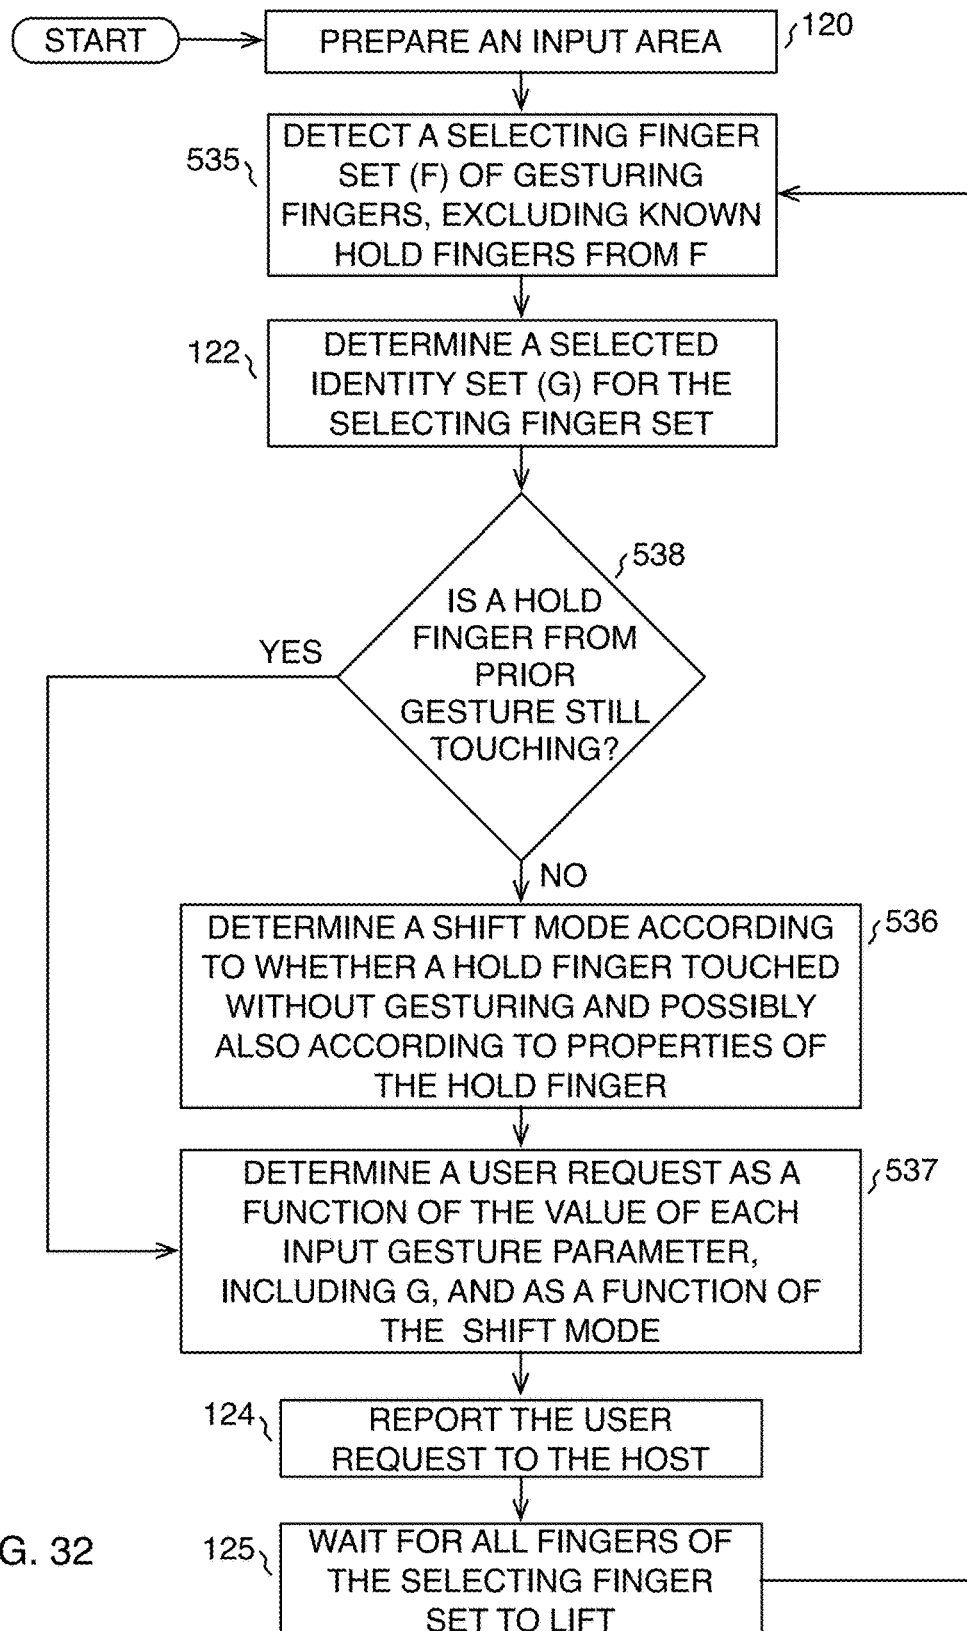 START
PREPARE AN INPUT AREA
120
DETECT A SELECTING FINGER
SET (F) OF GESTURING
FINGERS, EXCLUDING KNOWN
HOLD FINGERS FROM F
535
DETERMINE A SELECTED
IDENTITY SET (G) FOR THE
SELECTING FINGER SET
122
538
IS A HOLD
FINGER FROM
PRIOR
GESTURE STILL
TOUCHING?
YES
NO
DETERMINE A SHIFT MODE ACCORDING
TO WHETHER A HOLD FINGER TOUCHED
WITHOUT GESTURING AND POSSIBLY
ALSO ACCORDING TO PROPERTIES OF
THE HOLD FINGER
536
DETERMINE A USER REQUEST AS A
FUNCTION OF THE VALUE OF EACH
INPUT GESTURE PARAMETER,
INCLUDING G, AND AS A FUNCTION OF
THE SHIFT MODE
537
124
REPORT THE USER
REQUEST TO THE HOST
125
WAIT FOR ALL FINGERS OF
THE SELECTING FINGER
SET TO LIFT
G. 32